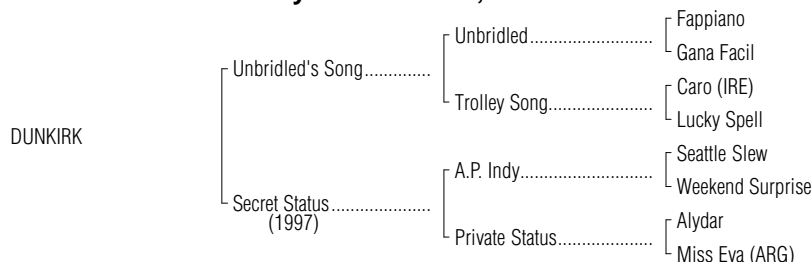 Fappiano
Unbridled..............................
Gana Facil
Unbridled's Song..............
Caro (IRE)
Trolley Song.........................
Lucky Spell
DUNKIRK
Seattle Slew
A.P. Indy................................
Weekend Surprise
Secret Status.....................
(1997)
Alydar
Private Status.......................
Miss Eva (ARG)